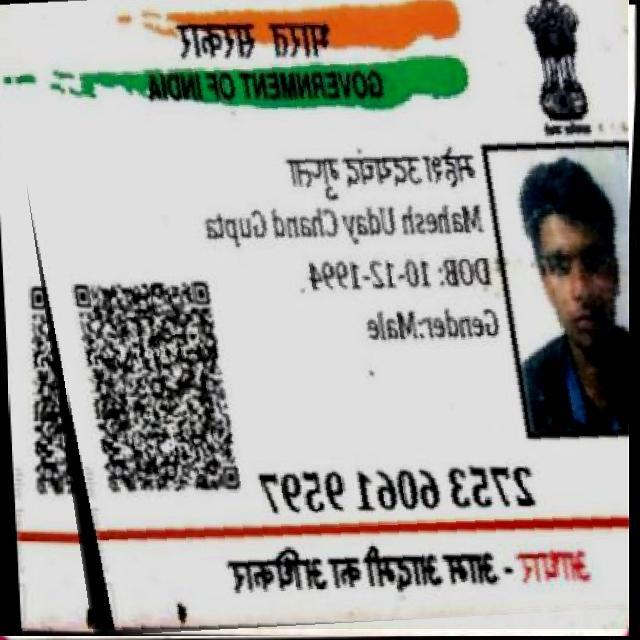 भारत सरकार
GOVERNMENT OF INDIA
महेश उदयचंद गुप्ता
Mahesh Uday Chand Gupta
DOB: 10-12-1994
Gender:Male
2753 6061 9597
आधार - आम आदमी का अधिकार